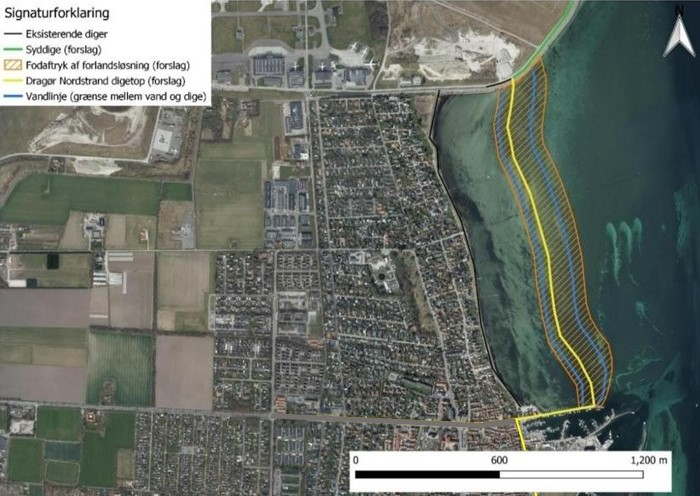 Signaturforklaring
Eksisterende diger
Syddige (forslag)
Fodaftryk af forlandsløsning (forslag)
Dragør Nordstrand digetop (forslag)
Vandlinje (grænse mellem vand og dige)
N
0 600 1,200 m